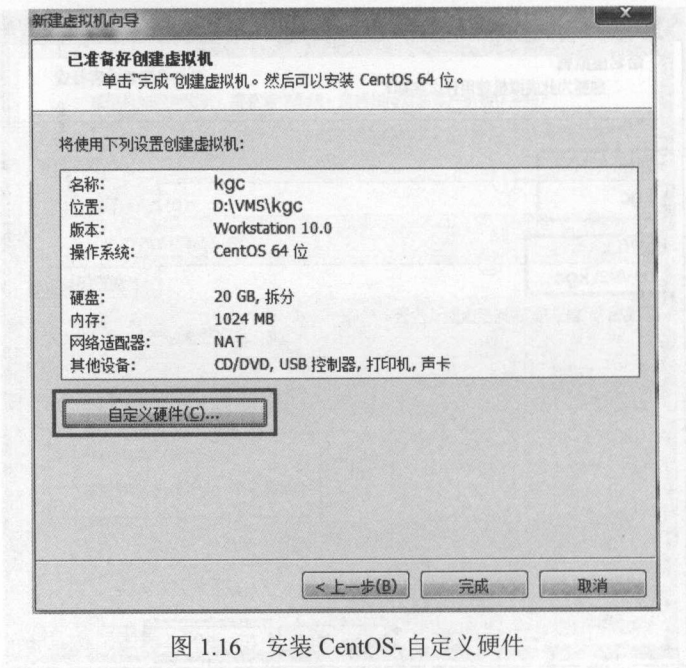 新建虚拟机向导
X
已准备好创建虚拟机
单击"完成"创建虚拟机。然后可以安装 CentOS 64 位。
将使用下列设置创建虚拟机:
名称: kgc
位置: D:\VMS\kgc
版本: Workstation 10.0
操作系统: CentOS 64 位
硬盘: 20 GB, 拆分
内存: 1024 MB
网络适配器: NAT
其他设备: CD/DVD, USB 控制器, 打印机, 声卡
自定义硬件(C)...
< 上一步(B) 完成 取消
图 1.16 安装 CentOS-自定义硬件